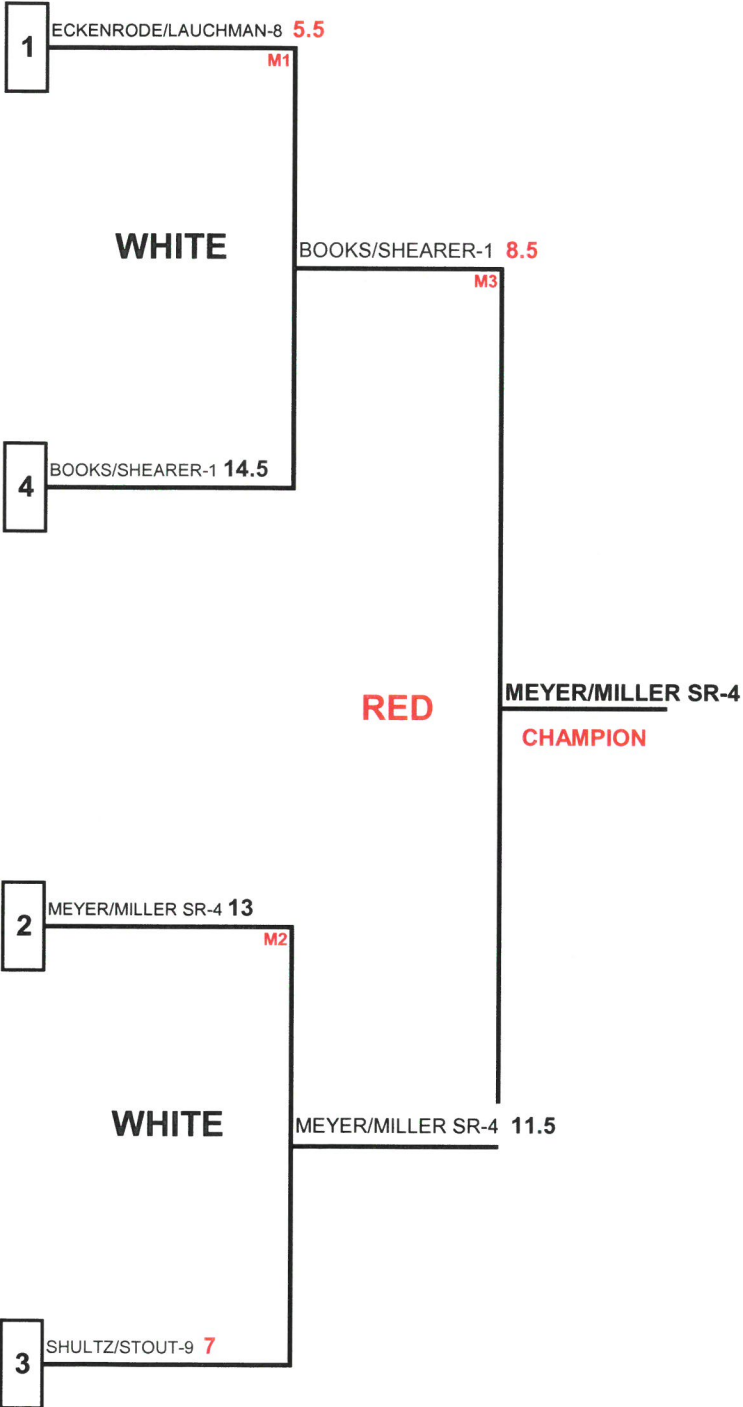 1 ECKENRODE/LAUCHMAN-8 5.5
M1
WHITE
BOOKS/SHEARER-1 8.5
M3
4 BOOKS/SHEARER-1 14.5
RED
MEYER/MILLER SR-4
CHAMPION
2 MEYER/MILLER SR-4 13
M2
WHITE
MEYER/MILLER SR-4 11.5
3 SHULTZ/STOUT-9 7